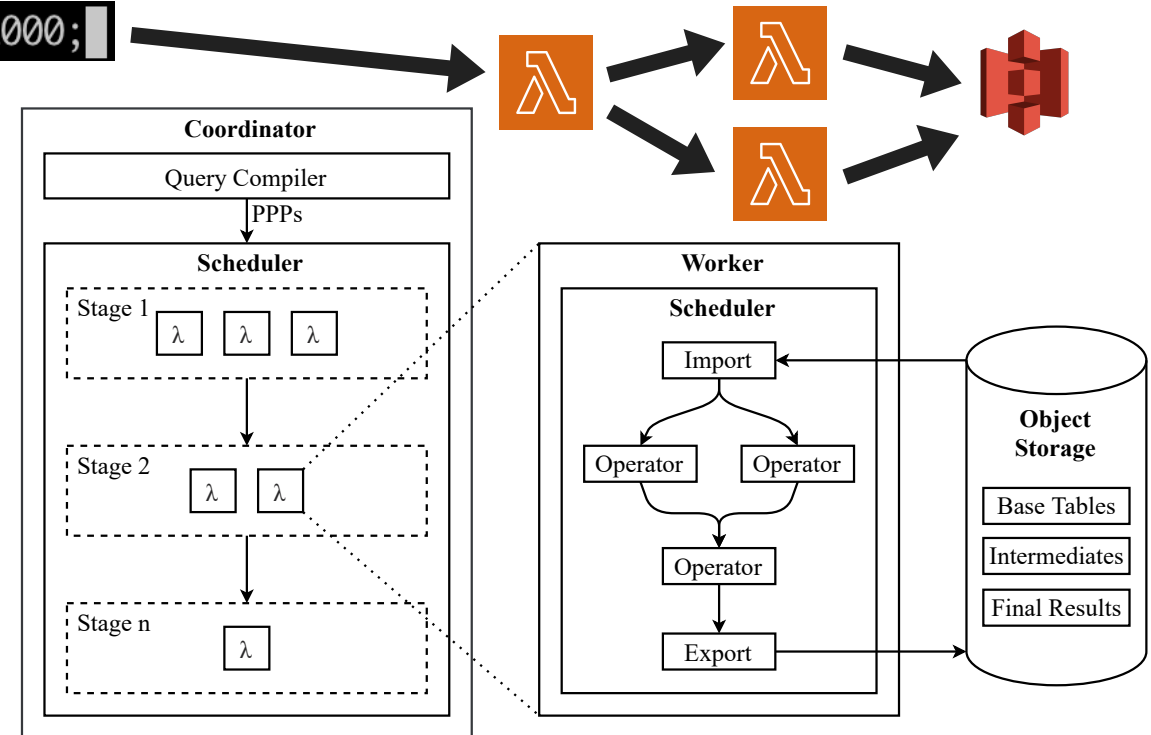 000;
Coordinator
Query Compiler
PPPs
Scheduler
Stage 1
λ λ λ
Stage 2
λ λ
Stage n
λ
Worker
Scheduler
Import
Operator Operator
Operator
Export
Object
Storage
Base Tables
Intermediates
Final Results